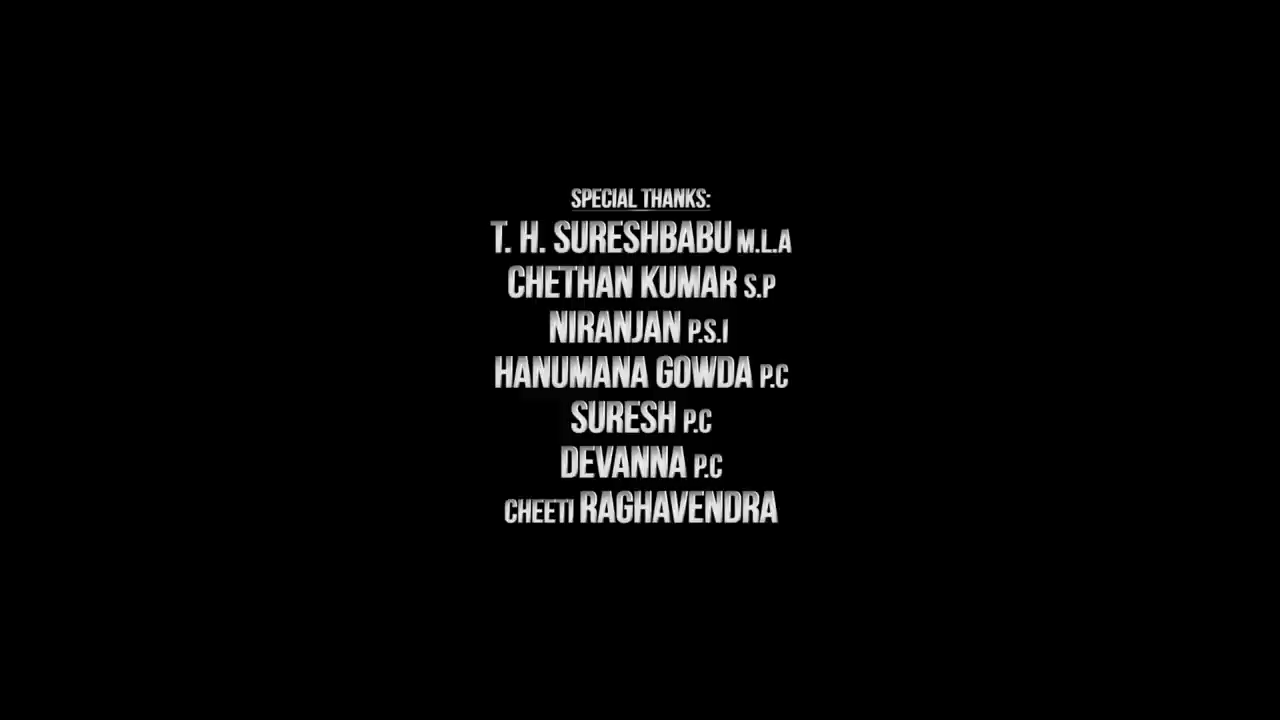 SPECIAL THANKS:
T. H. SURESHBABU M.L.A
CHETHAN KUMAR S.P
NIRANJAN P.S.I
HANUMANA GOWDA P.C
SURESH P.C
DEVANNA P.C
CHEETI RAGHAVENDRA